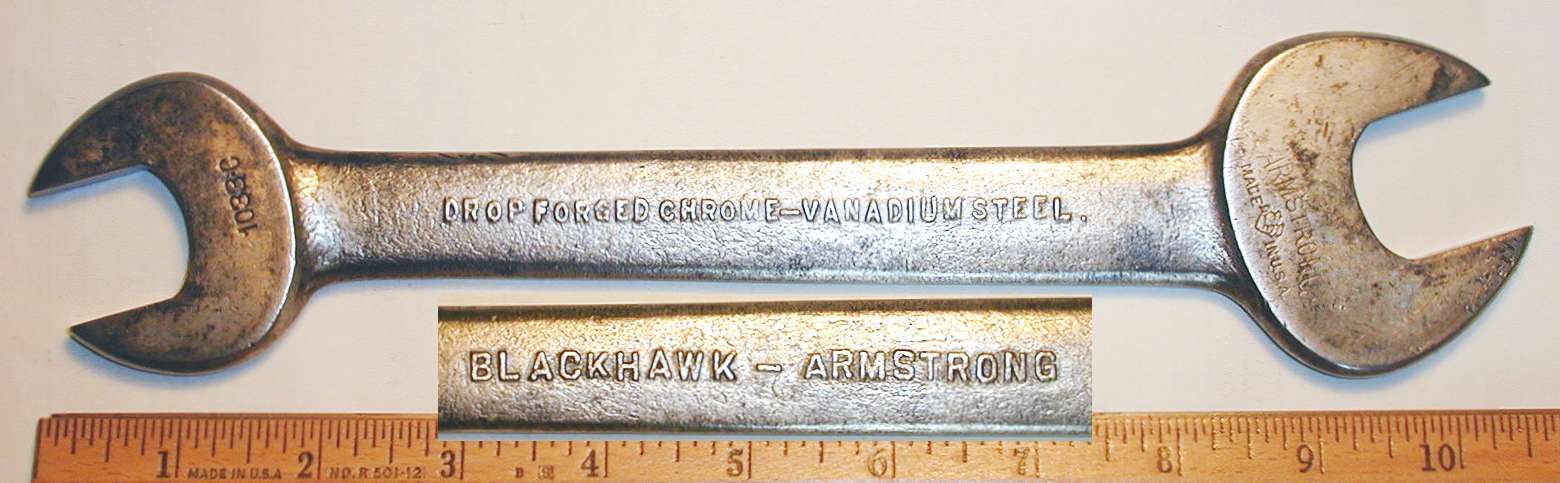 1033-C
DROP FORGED CHROME–VANADIUM STEEL.
ARMSTRONG
MADE IN U.S.A.
BLACKHAWK – ARMSTRONG
1 2 3 4 5 6 7 8 9 10
MADE IN U.S.A NO. R 501-12 B S